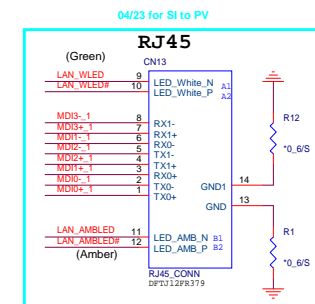 04/23 for SI to PV
RJ45
(Green)
CN13
LAN_WLED 9 LED_White_N A1
LAN_WLED# 10 LED_White_P A2
MDI3-_1 8 RX1-
MDI3+_1 7 RX1+
MDI1-_1 6 RX0-
MDI2-_1 5 TX1-
MDI2+_1 4 TX1+
MDI1+_1 3 RX0+
MDI0-_1 2 TX0-
MDI0+_1 1 TX0+
GND1 14
GND 13
R12
*0_6/S
LAN_AMBLED 11 LED_AMB_N B1
LAN_AMBLED# 12 LED_AMB_P B2
(Amber)
R1
*0_6/S
RJ45_CONN
DFTJ12FR379